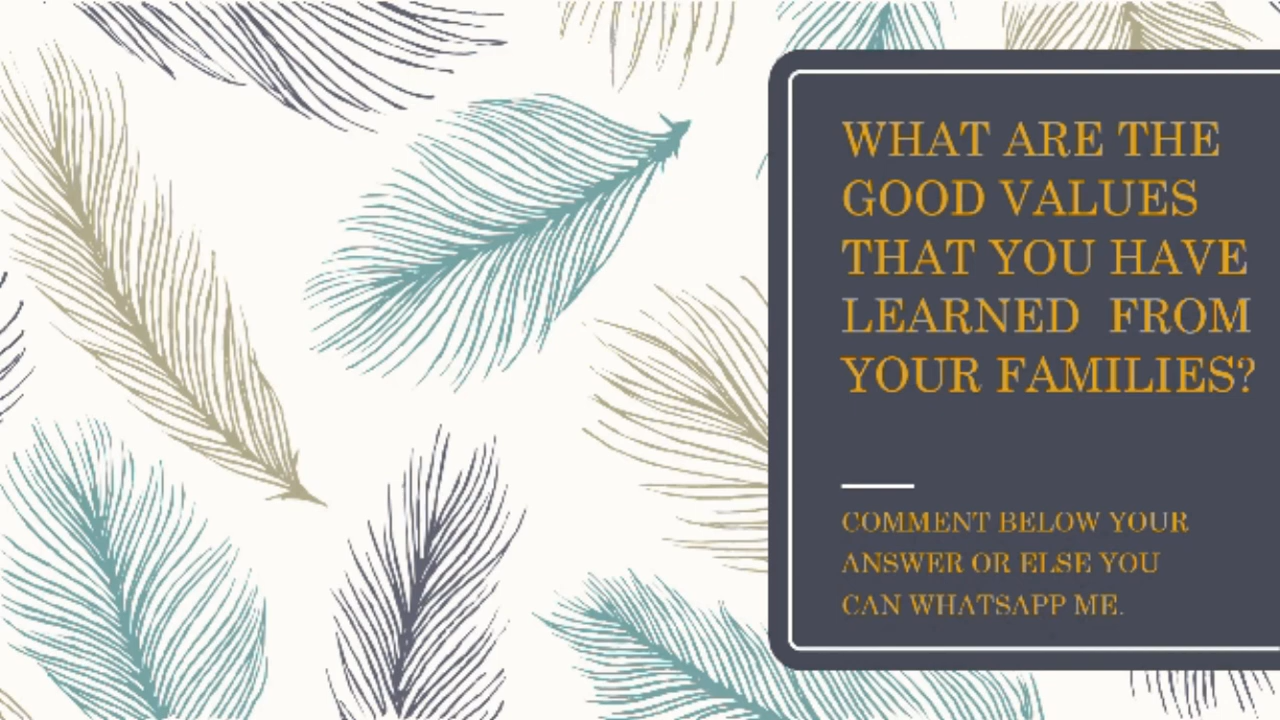 WHAT ARE THE
GOOD VALUES
THAT YOU HAVE
LEARNED FROM
YOUR FAMILIES?
COMMENT BELOW YOUR
ANSWER OR ELSE YOU
CAN WHATSAPP ME.